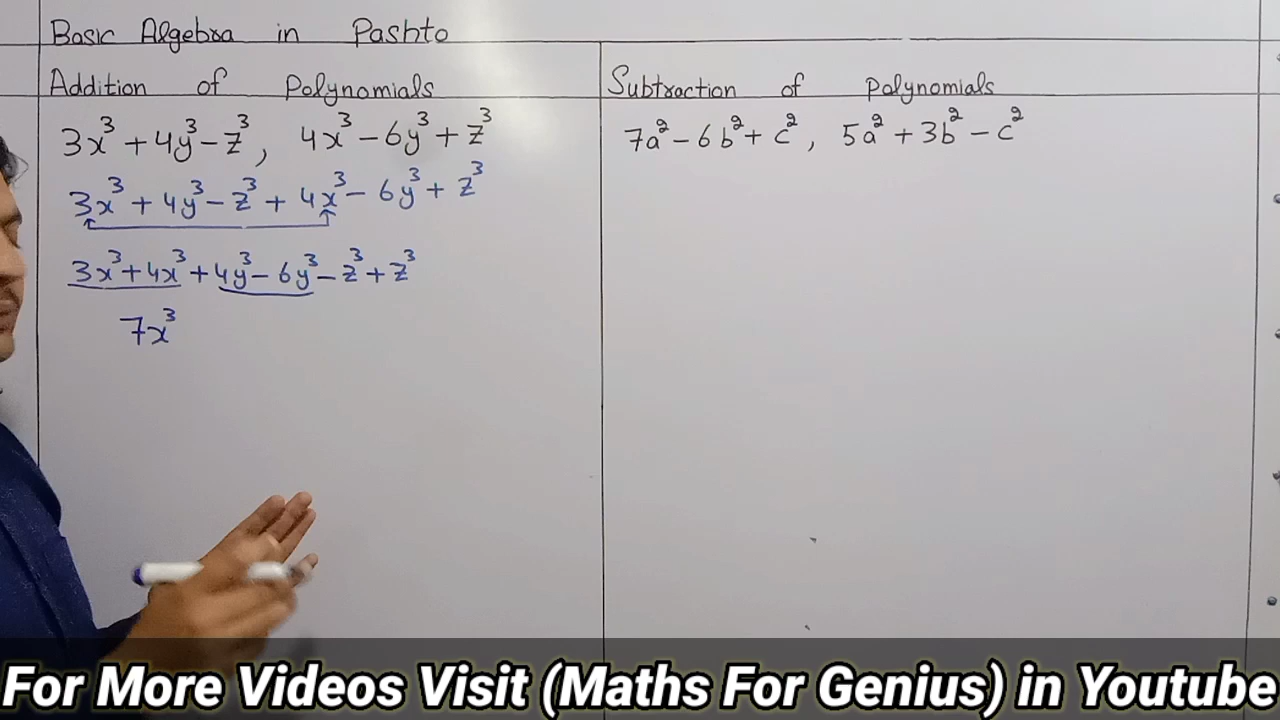 Basic Algebra in Pashto
Addition of Polynomials
3x³ + 4y³ - z³, 4x³ - 6y³ + z³
3x³ + 4y³ - z³ + 4x³ - 6y³ + z³
3x³ + 4x³ + 4y³ - 6y³ - z³ + z³
7x³
Subtraction of Polynomials
7a² - 6b² + c², 5a² + 3b² - c²
For More Videos Visit (Maths For Genius) in Youtube